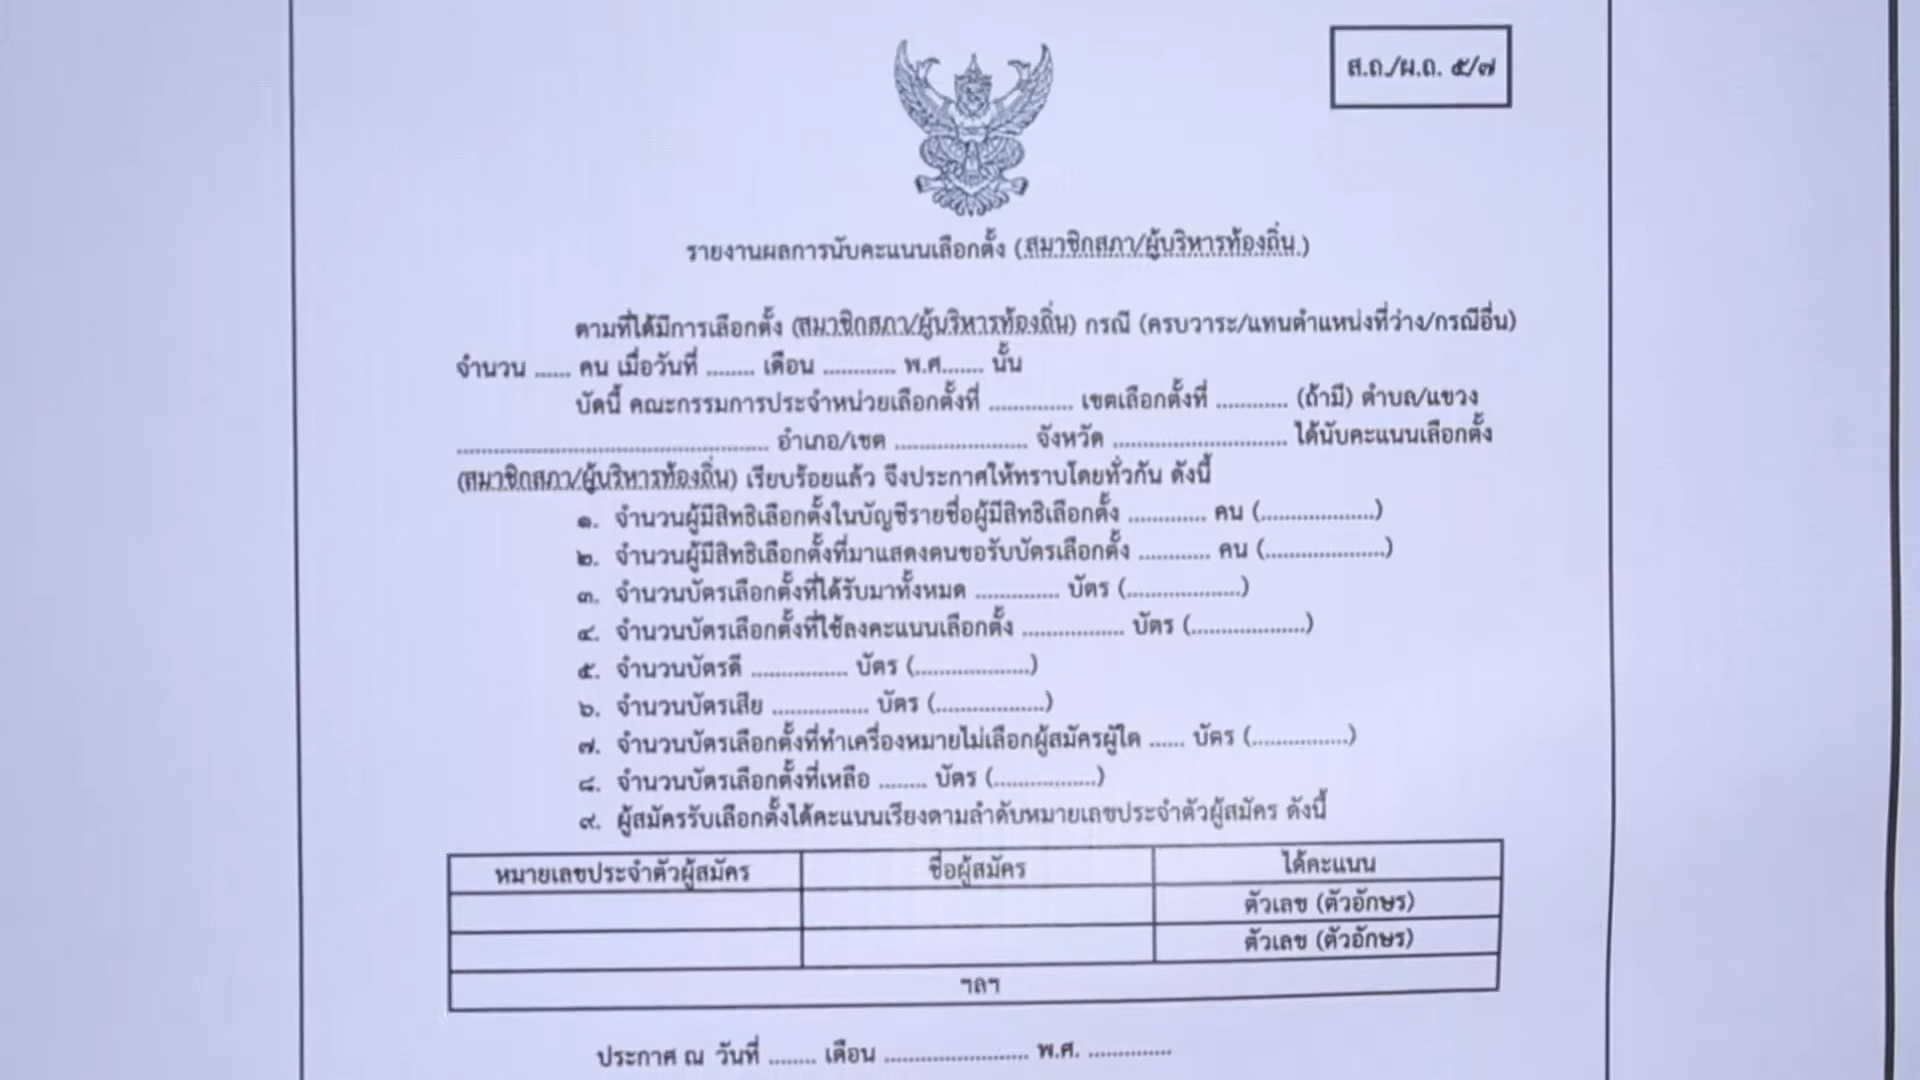 ส.ถ./ผ.ถ. ๕/๗
รายงานผลการนับคะแนนเลือกตั้ง (สมาชิกสภา/ผู้บริหารท้องถิ่น.)
ตามที่ได้มีการเลือกตั้ง (สมาชิกสภา/ผู้บริหารท้องถิ่น) กรณี (ครบวาระ/แทนตำแหน่งที่ว่าง/กรณีอื่น)
จำนวน ...... คน เมื่อวันที่ ........ เดือน ............ พ.ศ....... นั้น
บัดนี้ คณะกรรมการประจำหน่วยเลือกตั้งที่ .............. เขตเลือกตั้งที่ ............ (ถ้ามี) ตำบล/แขวง
.................................................... อำเภอ/เขต ...................... จังหวัด ............................. ได้นับคะแนนเลือกตั้ง
(สมาชิกสภา/ผู้บริหารท้องถิ่น) เรียบร้อยแล้ว จึงประกาศให้ทราบโดยทั่วกัน ดังนี้
๑. จำนวนผู้มีสิทธิเลือกตั้งในบัญชีรายชื่อผู้มีสิทธิเลือกตั้ง ............. คน (...................)
๒. จำนวนผู้มีสิทธิเลือกตั้งที่มาแสดงตนขอรับบัตรเลือกตั้ง ............ คน (....................)
๓. จำนวนบัตรเลือกตั้งที่ได้รับมาทั้งหมด .............. บัตร (...................)
๔. จำนวนบัตรเลือกตั้งที่ใช้ลงคะแนนเลือกตั้ง ................. บัตร (...................)
๕. จำนวนบัตรดี ................ บัตร (...................)
๖. จำนวนบัตรเสีย ................ บัตร (..................)
๗. จำนวนบัตรเลือกตั้งที่ทำเครื่องหมายไม่เลือกผู้สมัครผู้ใด ...... บัตร (................)
๘. จำนวนบัตรเลือกตั้งที่เหลือ ........ บัตร (.................)
๙. ผู้สมัครรับเลือกตั้งได้คะแนนเรียงตามลำดับหมายเลขประจำตัวผู้สมัคร ดังนี้
หมายเลขประจำตัวผู้สมัคร ชื่อผู้สมัคร ได้คะแนน
ตัวเลข (ตัวอักษร)
ตัวเลข (ตัวอักษร)
ฯลฯ
ประกาศ ณ วันที่ ........ เดือน ........................ พ.ศ. ..............